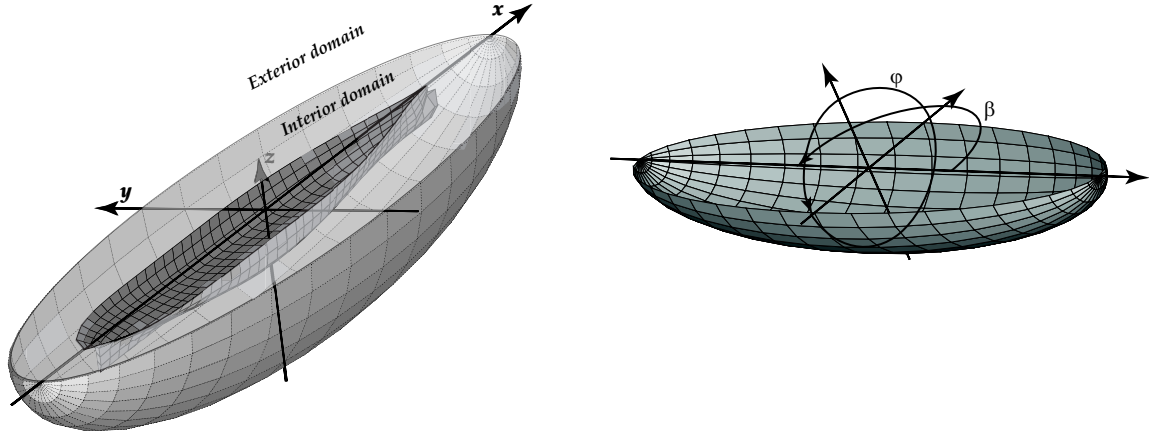 x
Exterior domain
Interior domain
z
y
φ
β